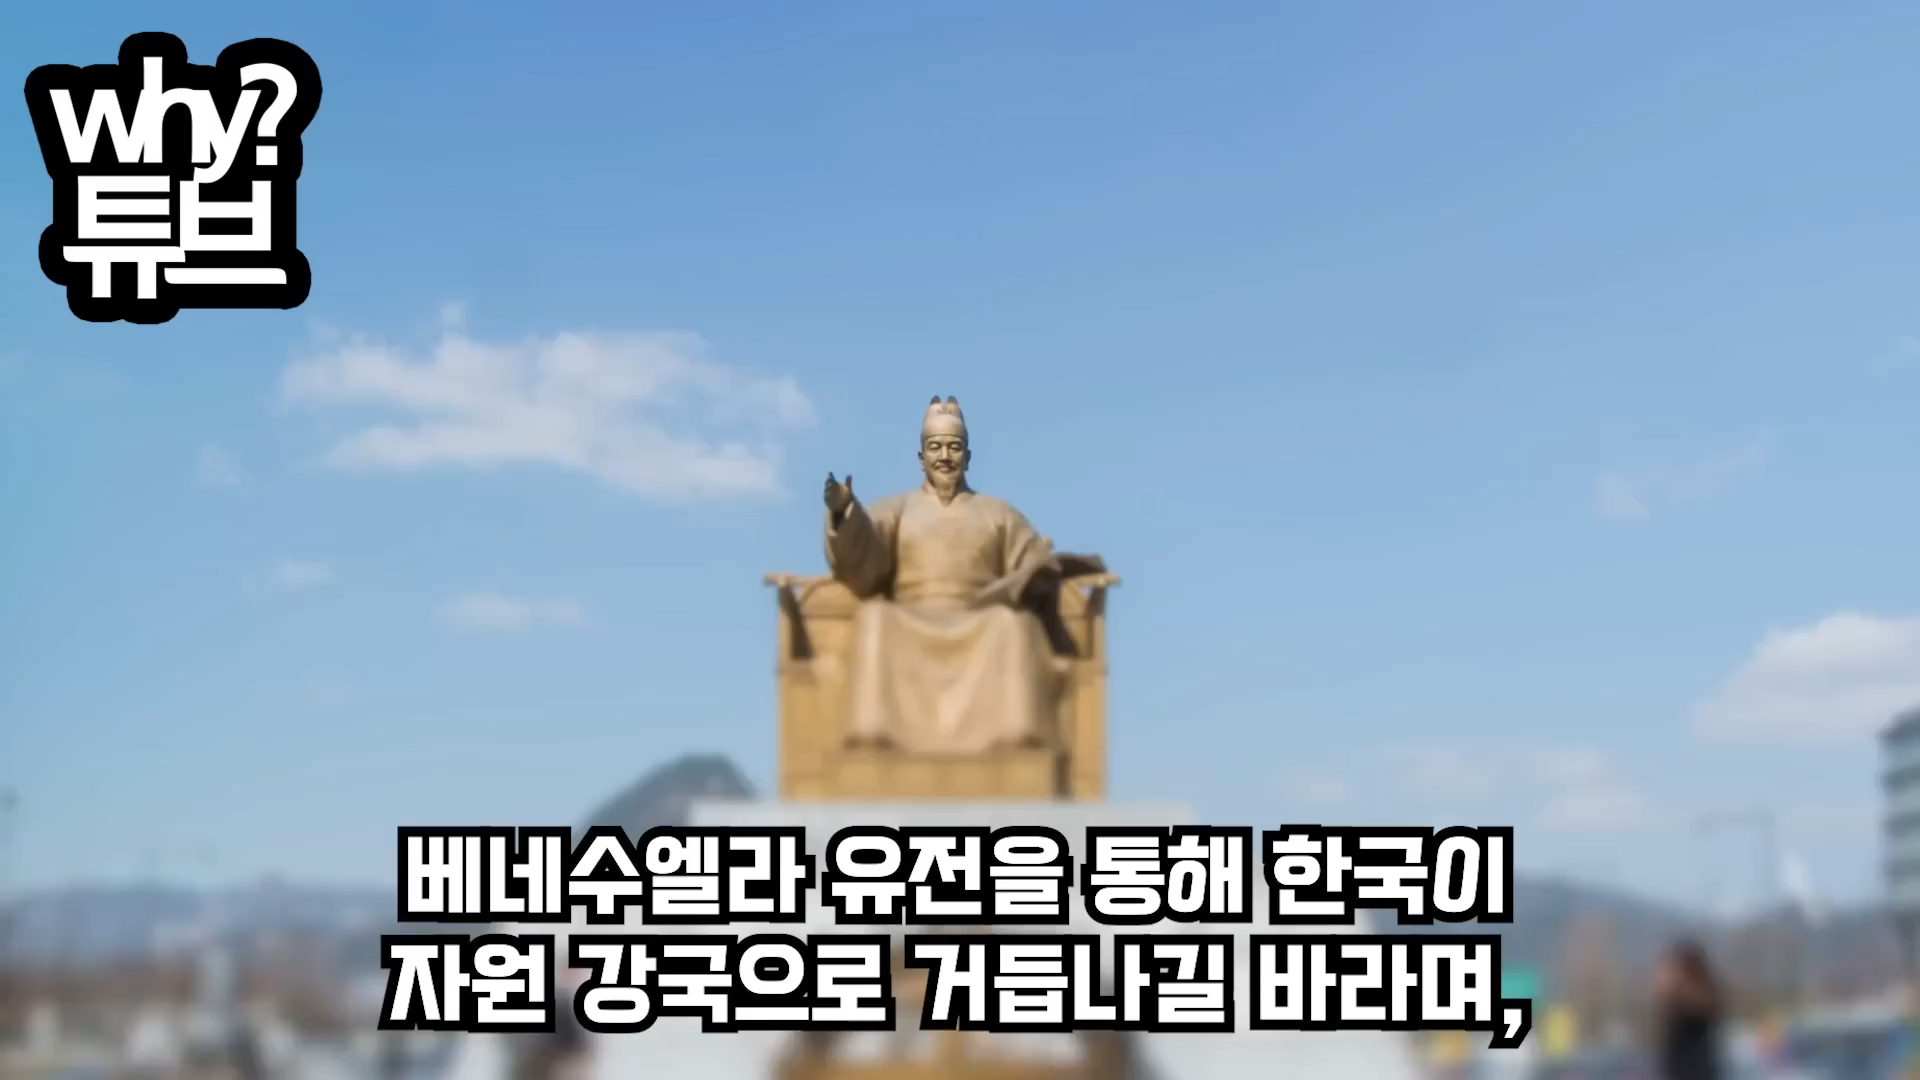 why?
튜브
베네수엘라 유전을 통해 한국이
자원 강국으로 거듭나길 바라며,